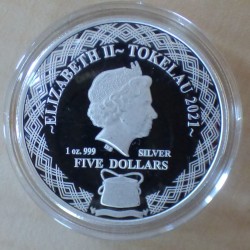 ~ELIZABETH II~TOKELAU 2021~
1 oz. 999 SILVER
FIVE DOLLARS